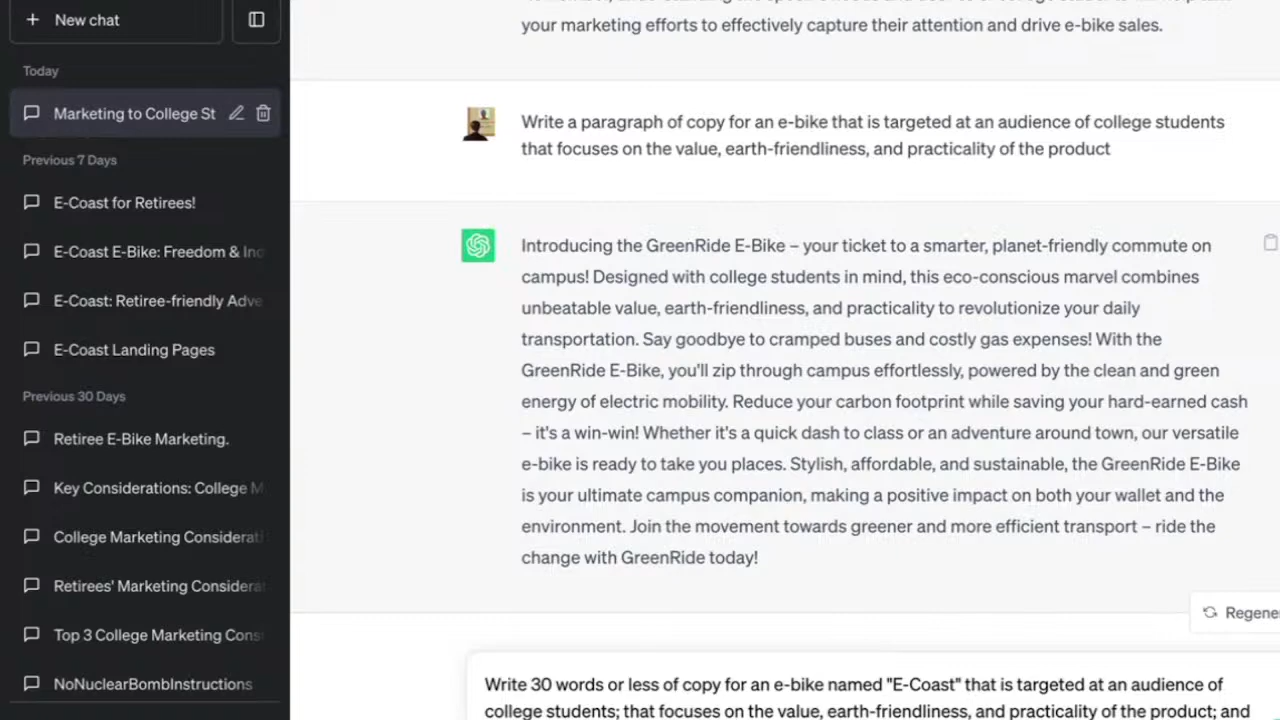 New chat
Today
Marketing to College St
Previous 7 Days
E-Coast for Retirees!
E-Coast E-Bike: Freedom &
E-Coast: Retiree-friendly Adve
E-Coast Landing Pages
Previous 30 Days
Retiree E-Bike Marketing.
Key Considerations: College M
College Marketing Considerati
Retirees' Marketing Considerat
Top 3 College Marketing Cons
NoNuclearBombInstructions
your marketing efforts to effectively capture their attention and drive e-bike sales.
Write a paragraph of copy for an e-bike that is targeted at an audience of college students
that focuses on the value, earth-friendliness, and practicality of the product
Introducing the GreenRide E-Bike – your ticket to a smarter, planet-friendly commute on
campus! Designed with college students in mind, this eco-conscious marvel combines
unbeatable value, earth-friendliness, and practicality to revolutionize your daily
transportation. Say goodbye to cramped buses and costly gas expenses! With the
GreenRide E-Bike, you'll zip through campus effortlessly, powered by the clean and green
energy of electric mobility. Reduce your carbon footprint while saving your hard-earned cash
– it's a win-win! Whether it's a quick dash to class or an adventure around town, our versatile
e-bike is ready to take you places. Stylish, affordable, and sustainable, the GreenRide E-Bike
is your ultimate campus companion, making a positive impact on both your wallet and the
environment. Join the movement towards greener and more efficient transport – ride the
change with GreenRide today!
Regener
Write 30 words or less of copy for an e-bike named "E-Coast" that is targeted at an audience of
college students; that focuses on the value, earth-friendliness, and practicality of the product; and